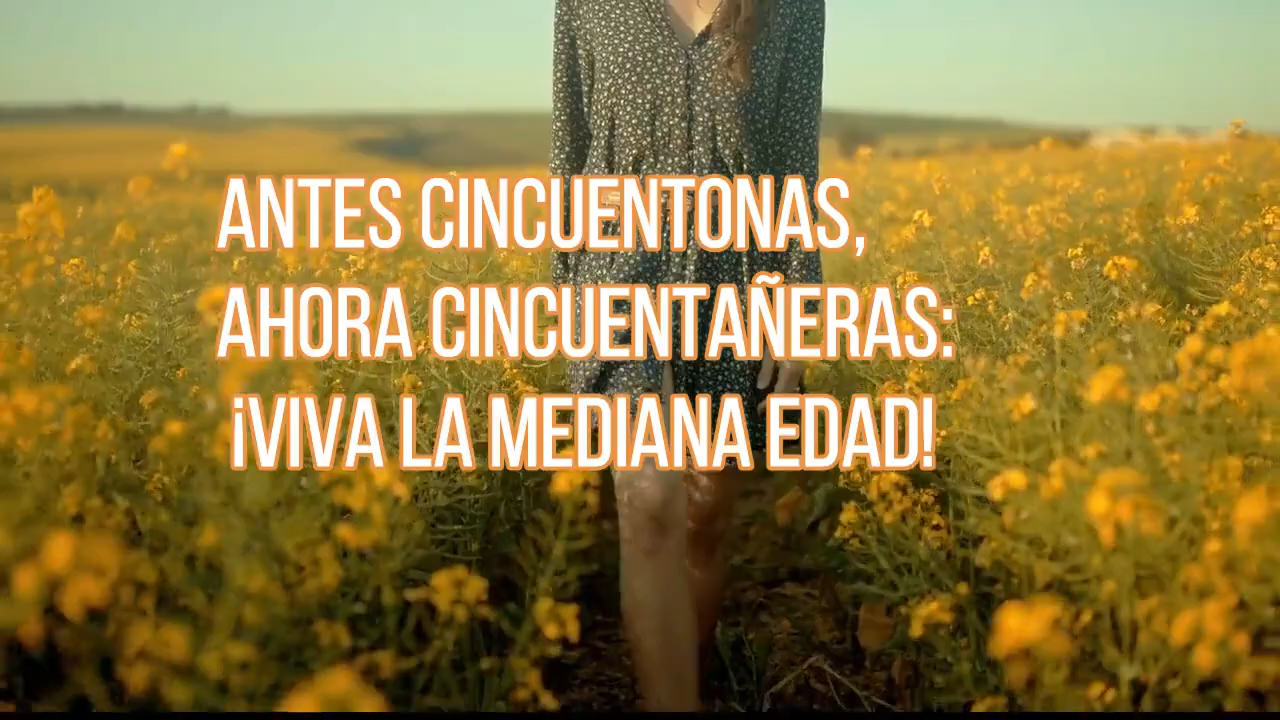 ANTES CINCUENTONAS,
AHORA CINCUENTAÑERAS:
¡VIVA LA MEDIANA EDAD!